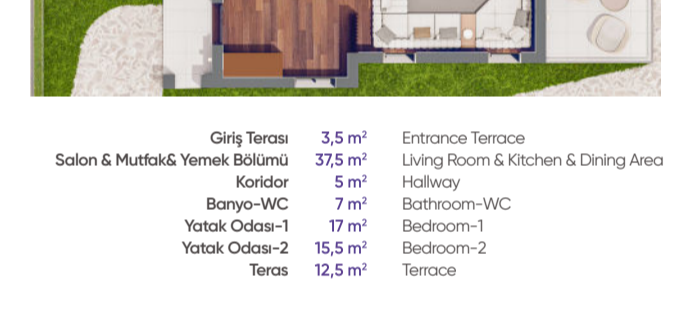 Giriş Terası 3,5 m² Entrance Terrace
Salon & Mutfak& Yemek Bölümü 37,5 m² Living Room & Kitchen & Dining Area
Koridor 5 m² Hallway
Banyo-WC 7 m² Bathroom-WC
Yatak Odası-1 17 m² Bedroom-1
Yatak Odası-2 15,5 m² Bedroom-2
Teras 12,5 m² Terrace